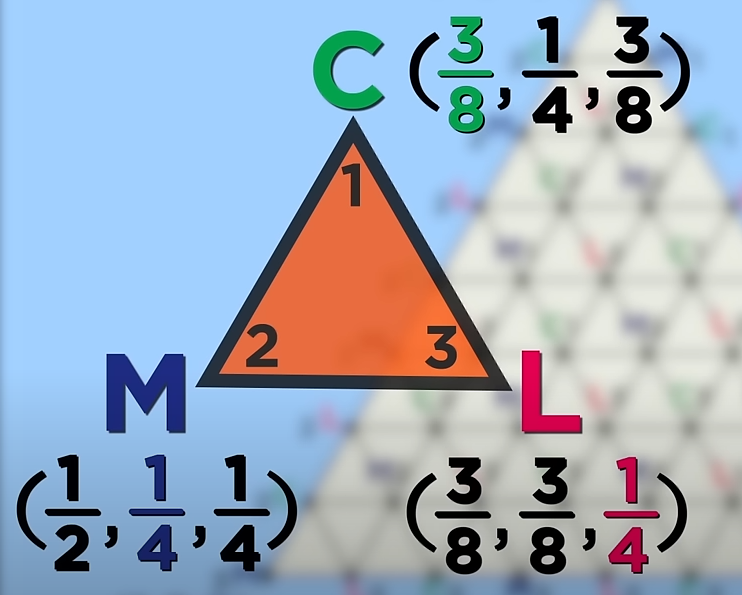 C (3/8, 1/4, 3/8)
1
2 3
M L
(1/2, 1/4, 1/4) (3/8, 3/8, 1/4)